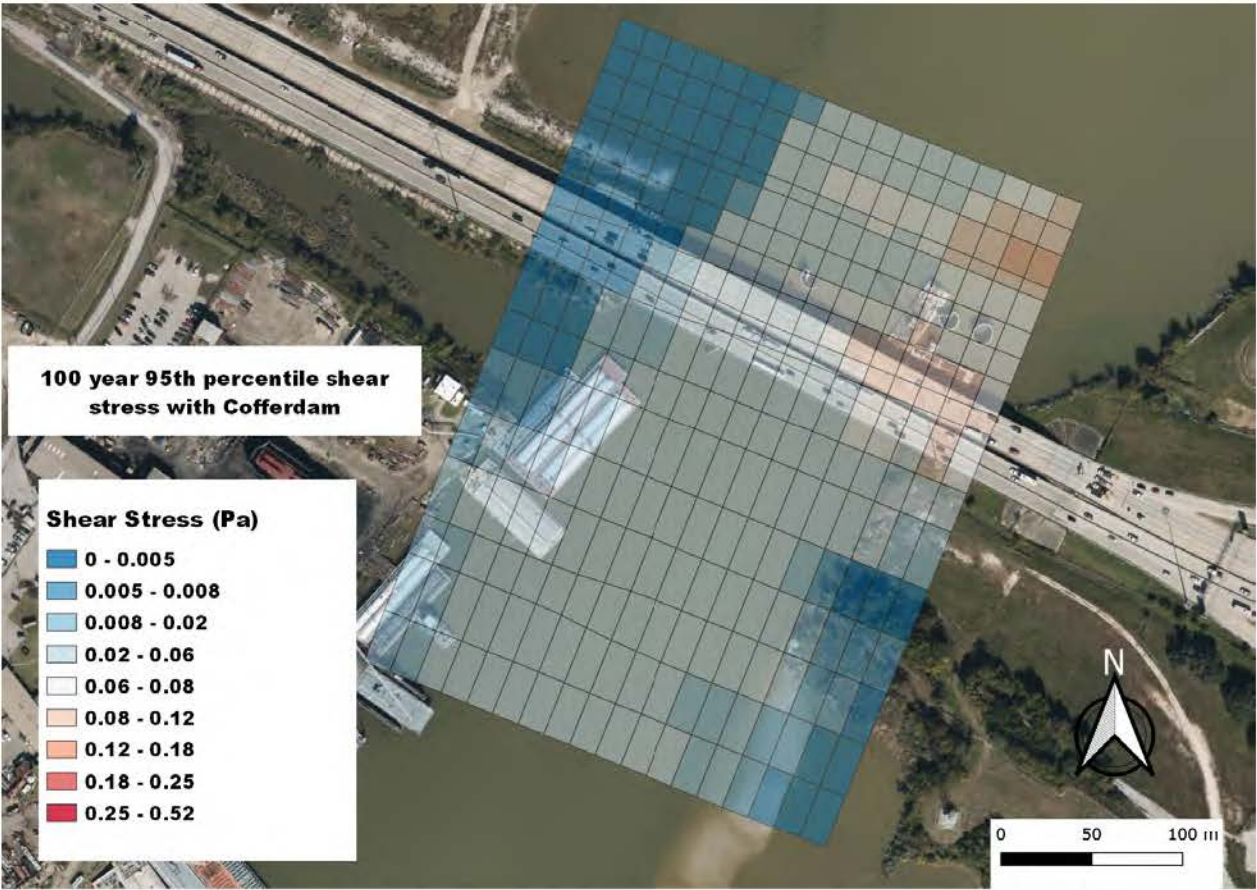 100 year 95th percentile shear
stress with Cofferdam
Shear Stress (Pa)
0 - 0.005
0.005 - 0.008
0.008 - 0.02
0.02 - 0.06
0.06 - 0.08
0.08 - 0.12
0.12 - 0.18
0.18 - 0.25
0.25 - 0.52
N
0 50 100 m